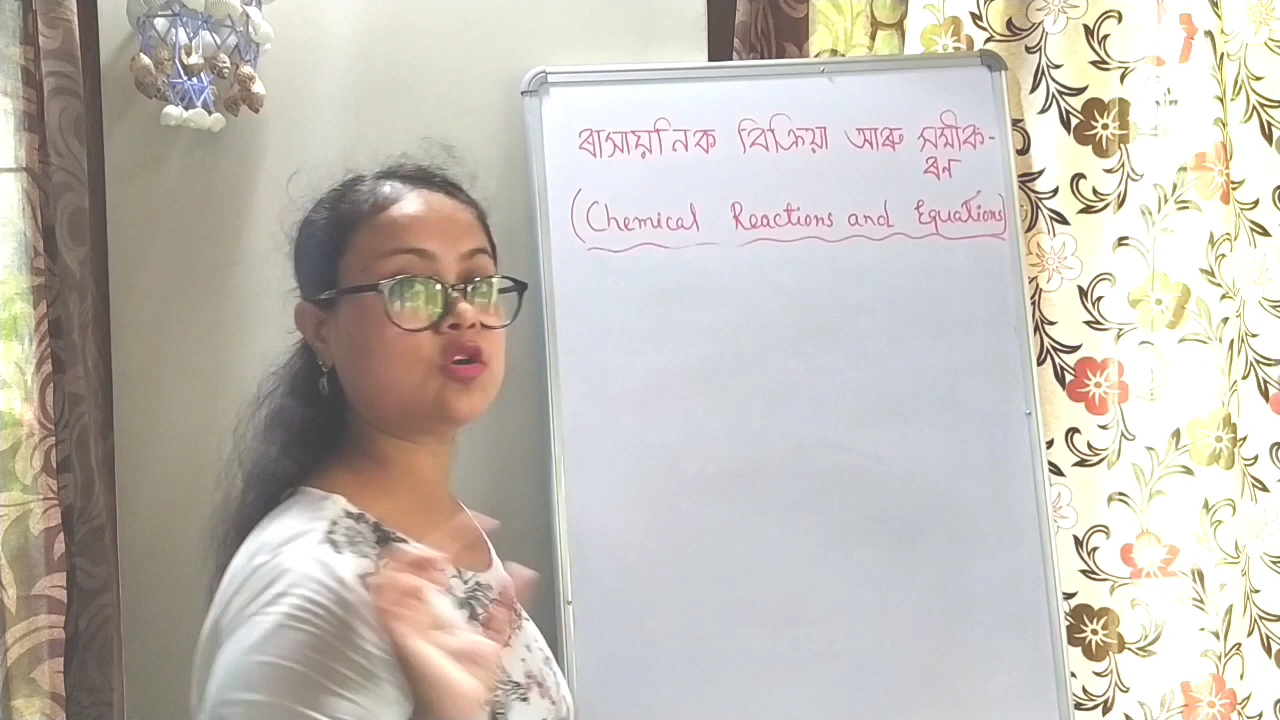 ৰাসায়নিক বিক্ৰিয়া আৰু সমীক-
ৰণ
(Chemical Reactions and Equations)